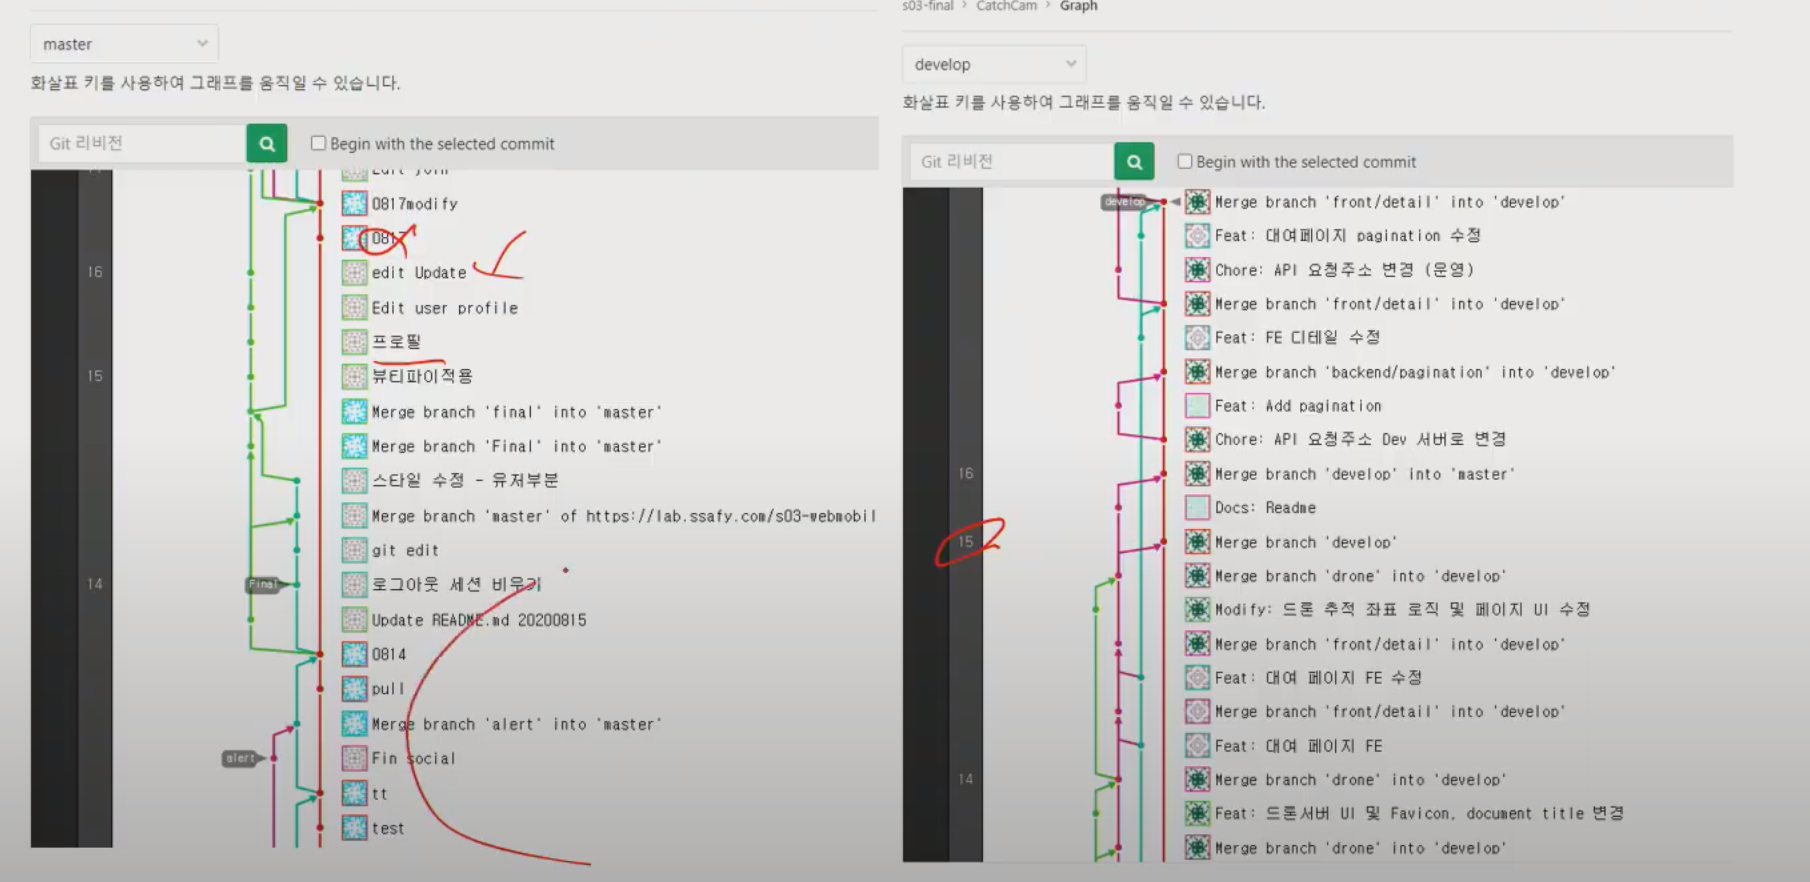 master
화살표 키를 사용하여 그래프를 움직일 수 있습니다.
Git 리비전
Begin with the selected commit
Edit join
0817modify
0817
16
edit Update
Edit user profile
프로필
15
뷰티파이적용
Merge branch 'final' into 'master'
Merge branch 'Final' into 'master'
스타일 수정 - 유저부분
Merge branch 'master' of https://lab.ssafy.com/s03-webmobil
git edit
14
Final
로그아웃 세션 비우기
Update README.md 20200815
0814
pull
Merge branch 'alert' into 'master'
alert
Fin social
tt
test
s03-final > CatchCam > Graph
develop
화살표 키를 사용하여 그래프를 움직일 수 있습니다.
Git 리비전
Begin with the selected commit
develop
Merge branch 'front/detail' into 'develop'
Feat: 대여페이지 pagination 수정
Chore: API 요청주소 변경 (운영)
Merge branch 'front/detail' into 'develop'
Feat: FE 디테일 수정
Merge branch 'backend/pagination' into 'develop'
Feat: Add pagination
Chore: API 요청주소 Dev 서버로 변경
16
Merge branch 'develop' into 'master'
Docs: Readme
15
Merge branch 'develop'
Merge branch 'drone' into 'develop'
Modify: 드론 추적 좌표 로직 및 페이지 UI 수정
Merge branch 'front/detail' into 'develop'
Feat: 대여 페이지 FE 수정
Merge branch 'front/detail' into 'develop'
Feat: 대여 페이지 FE
14
Merge branch 'drone' into 'develop'
Feat: 드론서버 UI 및 Favicon, document title 변경
Merge branch 'drone' into 'develop'